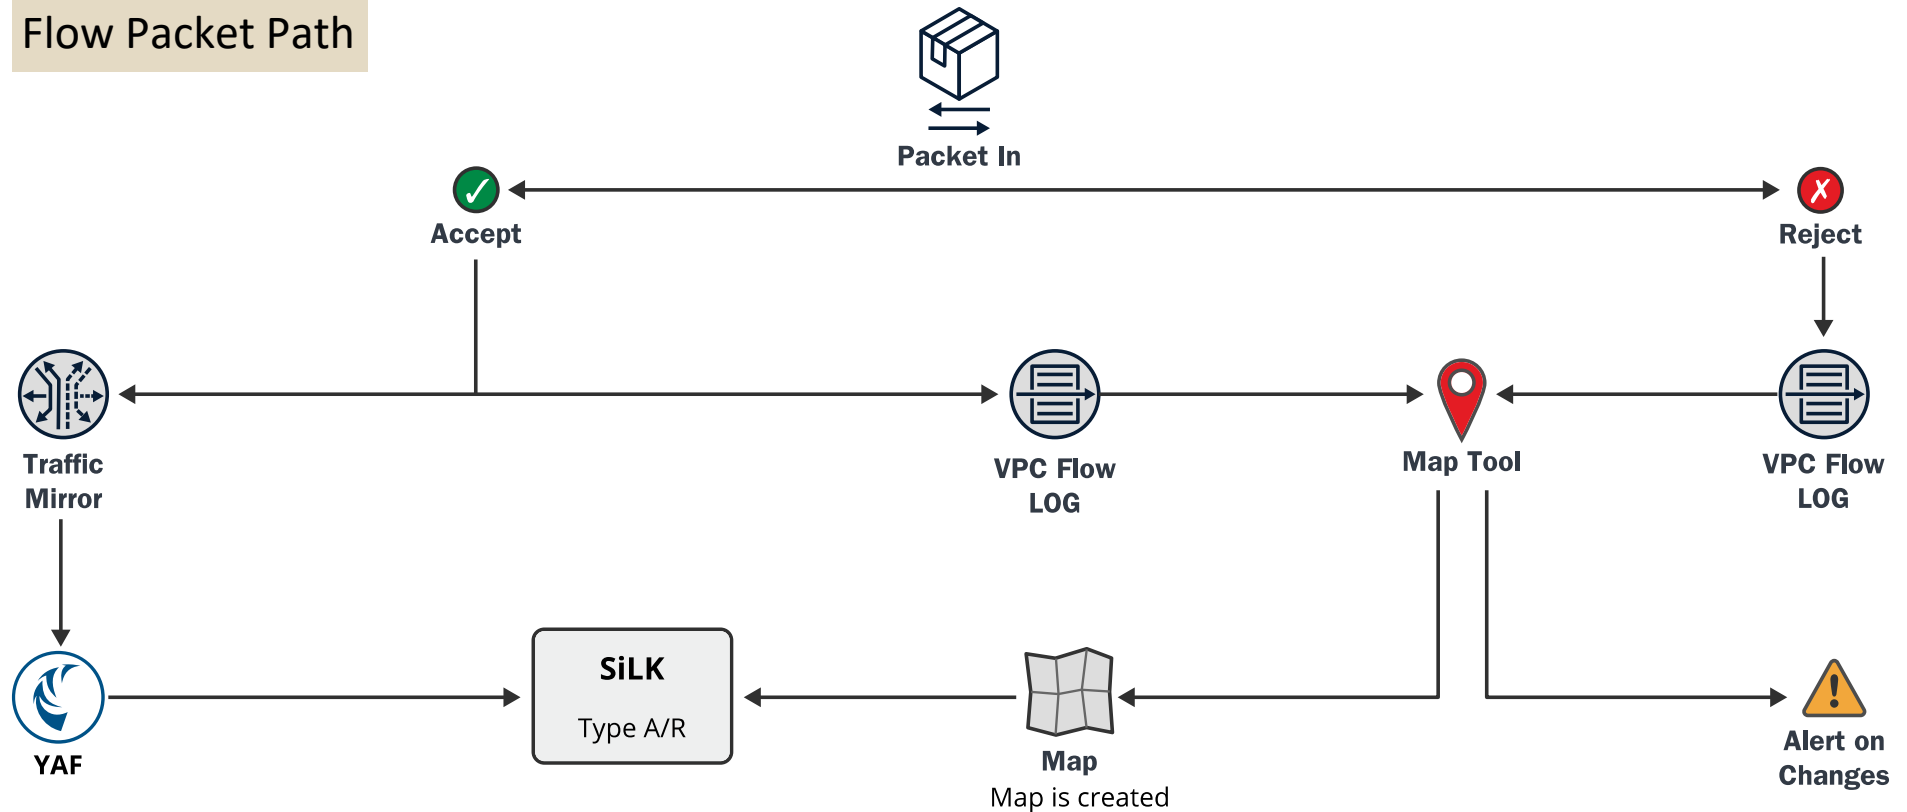 Flow Packet Path
Packet In
Accept
Reject
Traffic
Mirror
VPC Flow
LOG
Map Tool
VPC Flow
LOG
YAF
SiLK
Type A/R
Map
Map is created
Alert on
Changes